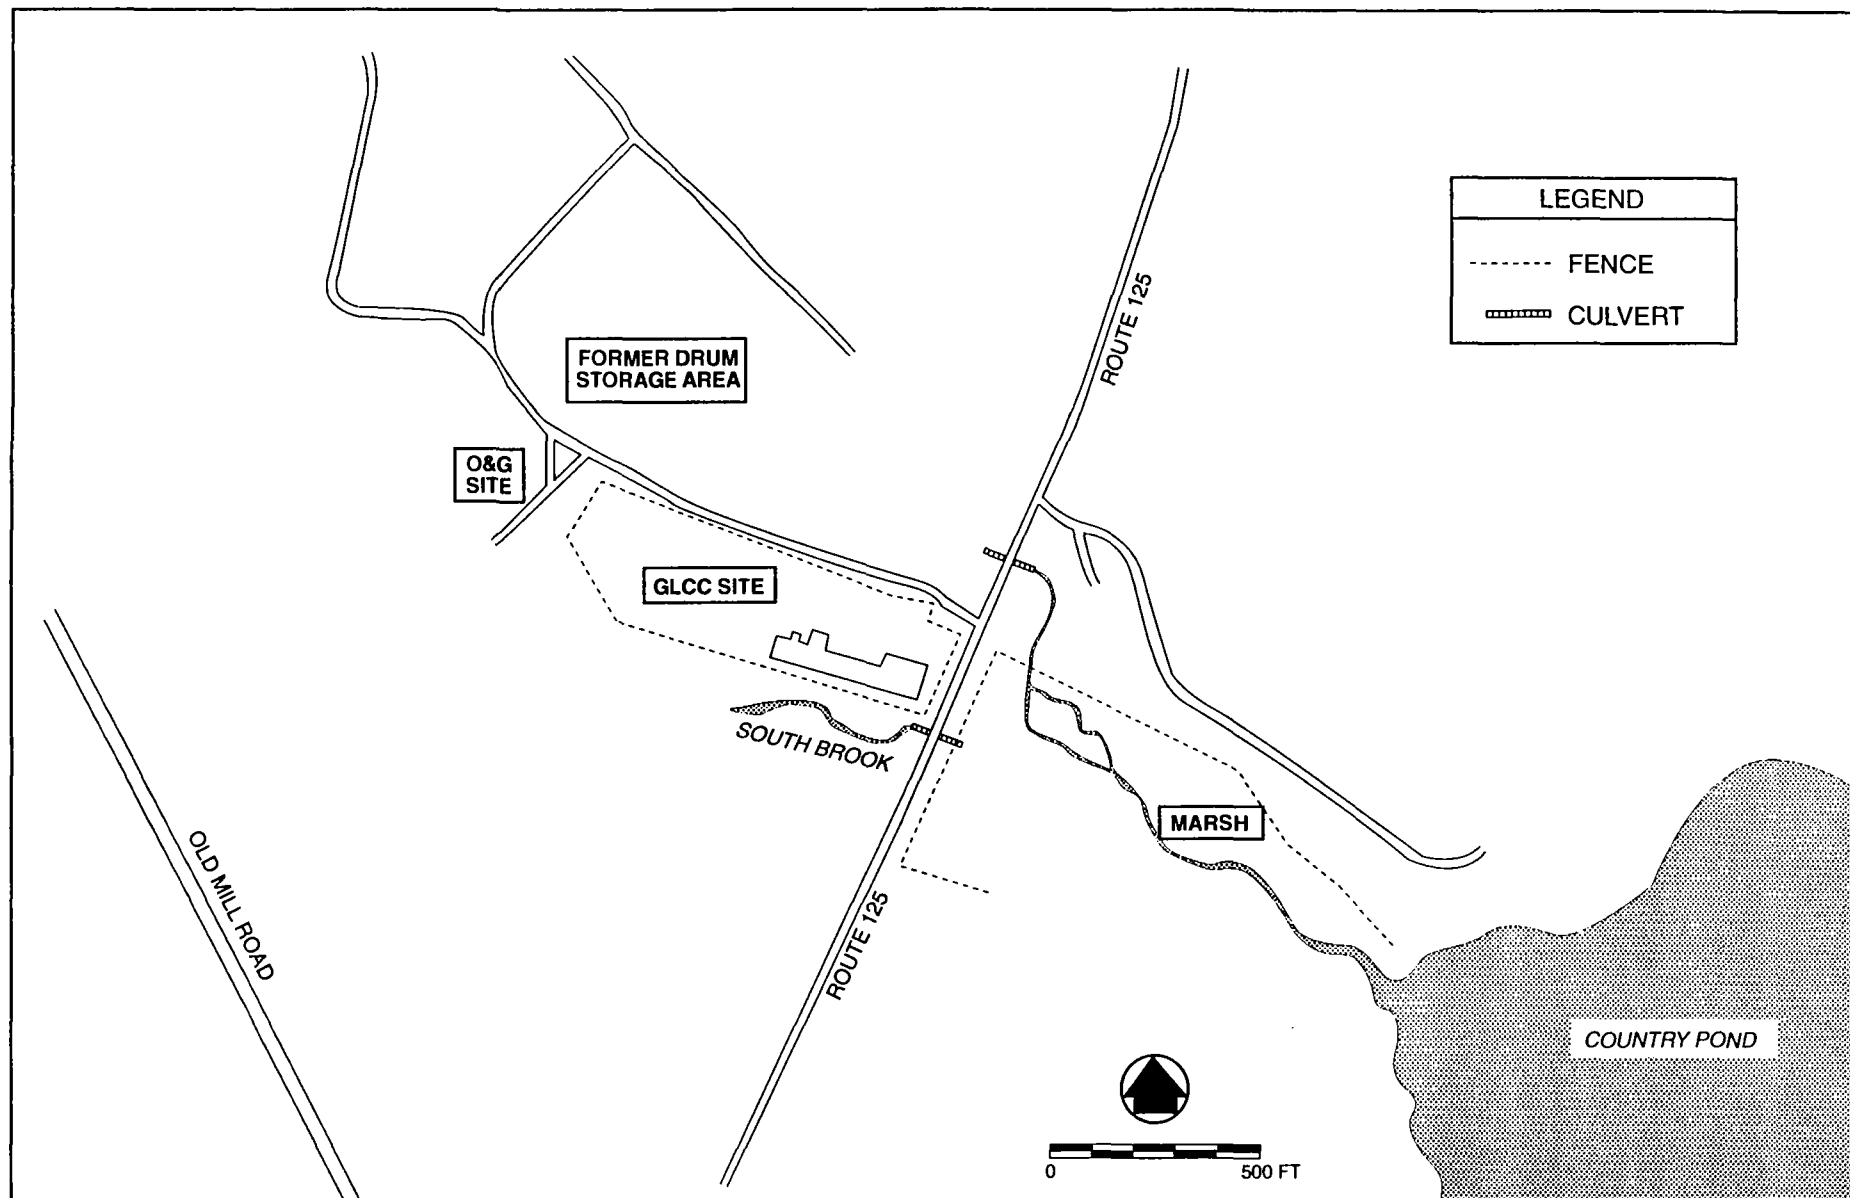 LEGEND
FENCE
CULVERT
ROUTE 125
FORMER DRUM
STORAGE AREA
O&G
SITE
GLCC SITE
SOUTH BROOK
MARSH
OLD MILL ROAD
ROUTE 125
COUNTRY POND
0 500 FT